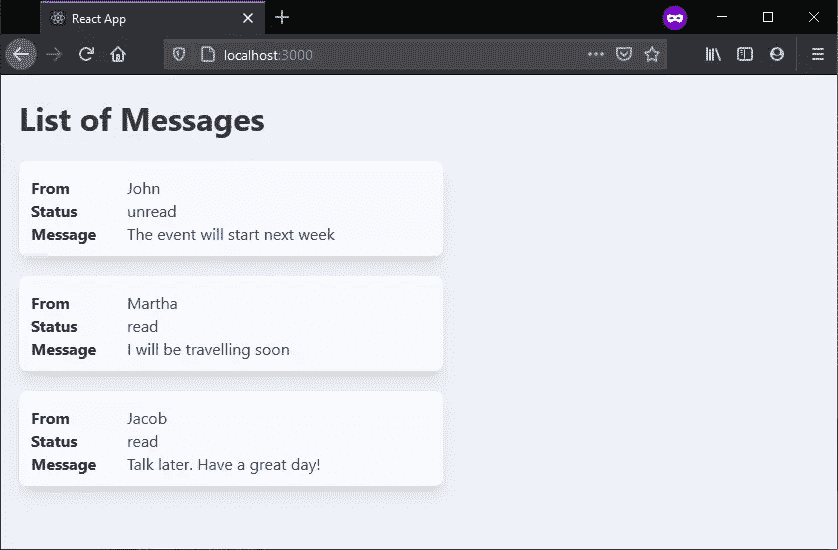 React App
localhost:3000
List of Messages
From John
Status unread
Message The event will start next week
From Martha
Status read
Message I will be travelling soon
From Jacob
Status read
Message Talk later. Have a great day!